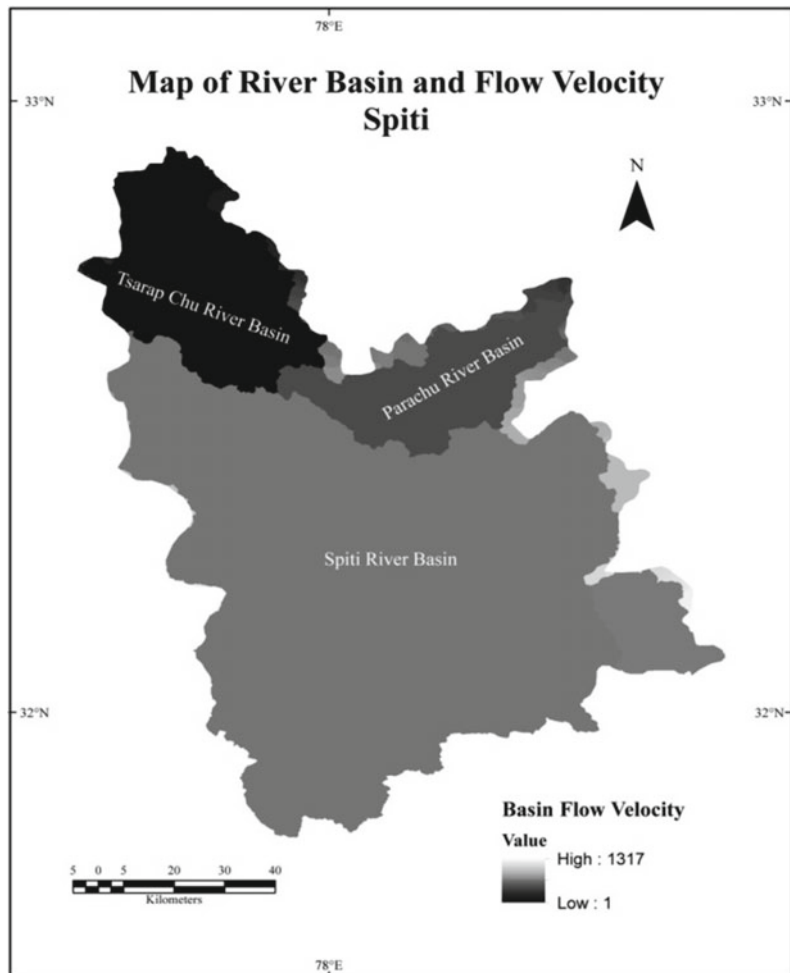 78°E
Map of River Basin and Flow Velocity
Spiti
33°N
33°N
N
Tsarap Chu River Basin
Parachu River Basin
Spiti River Basin
32°N
32°N
Basin Flow Velocity
Value
High : 1317
Low : 1
5 0 5 10 20 30 40
Kilometers
78°E